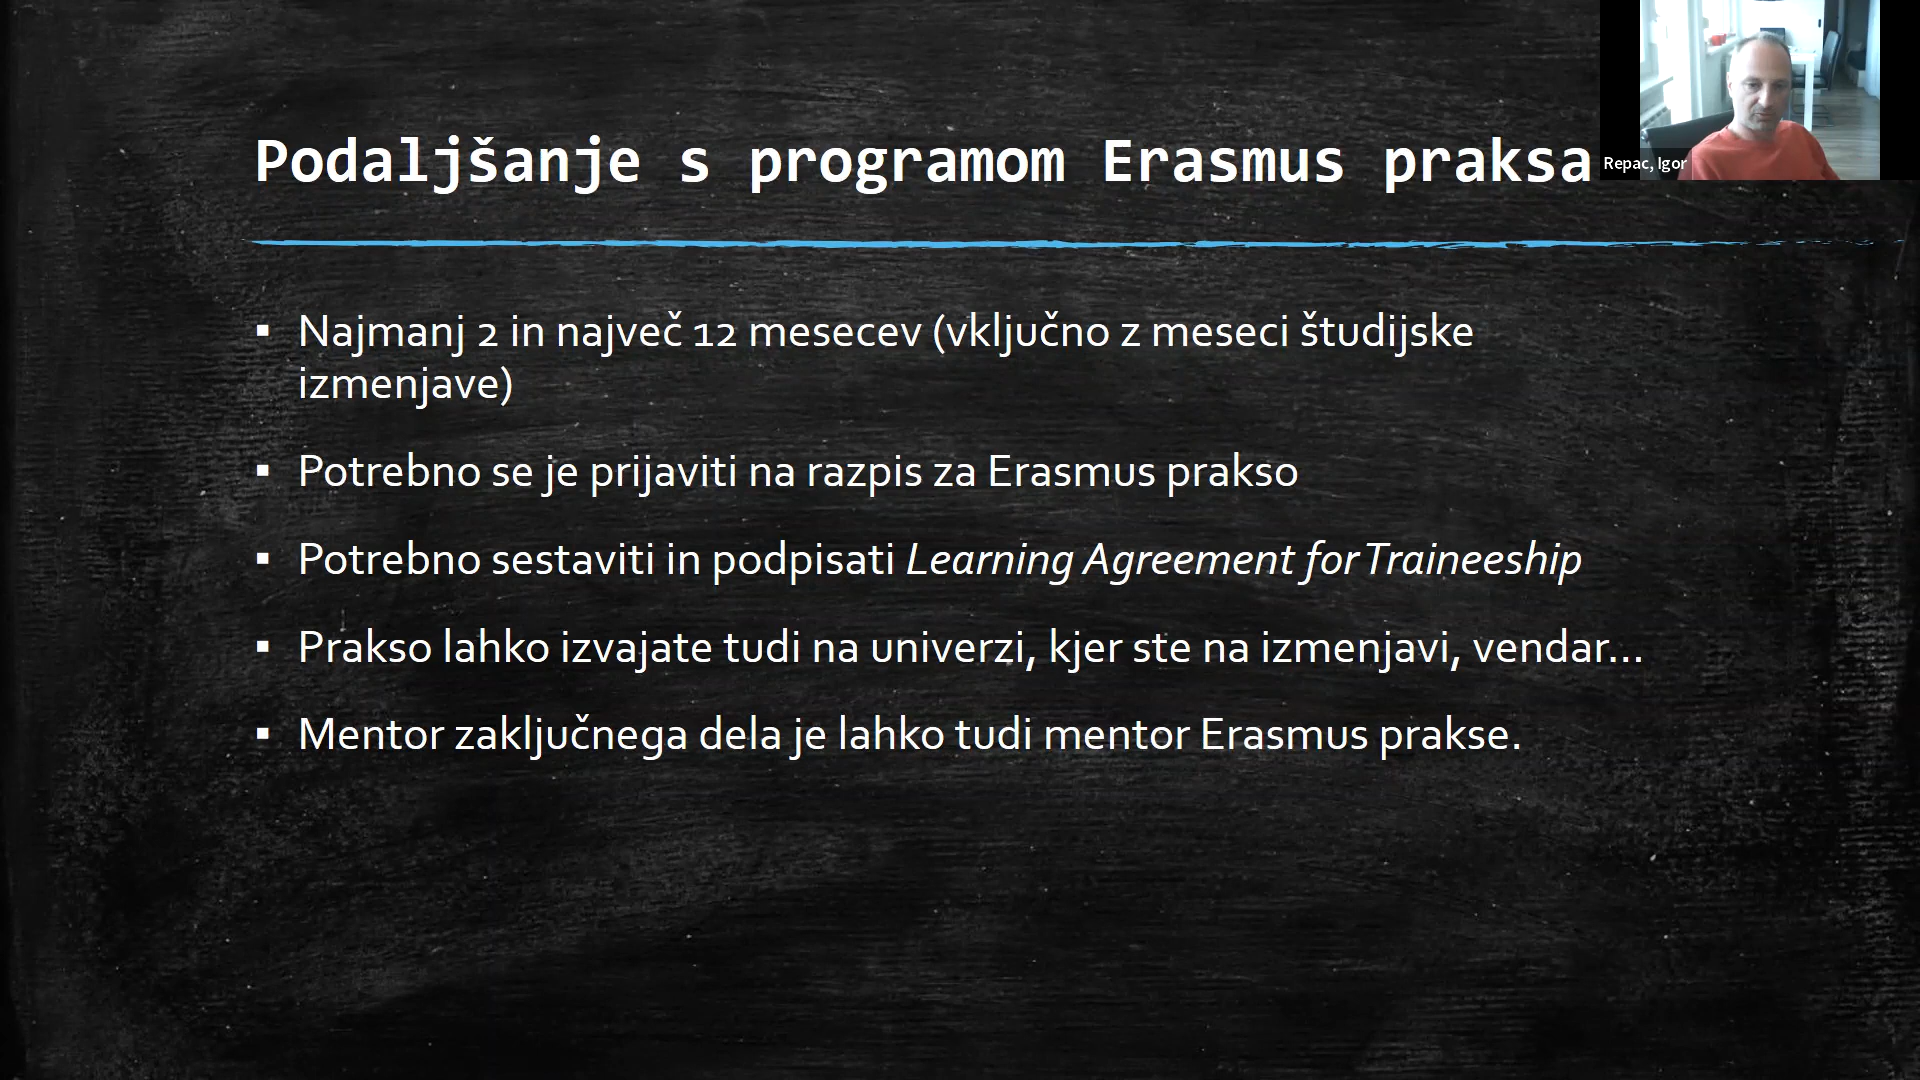 Podaljšanje s programom Erasmus praksa
Repac, Igor
▪ Najmanj 2 in največ 12 mesecev (vključno z meseci študijske
izmenjave)
▪ Potrebno se je prijaviti na razpis za Erasmus prakso
▪ Potrebno sestaviti in podpisati Learning Agreement for Traineeship
▪ Prakso lahko izvajate tudi na univerzi, kjer ste na izmenjavi, vendar…
▪ Mentor zaključnega dela je lahko tudi mentor Erasmus prakse.